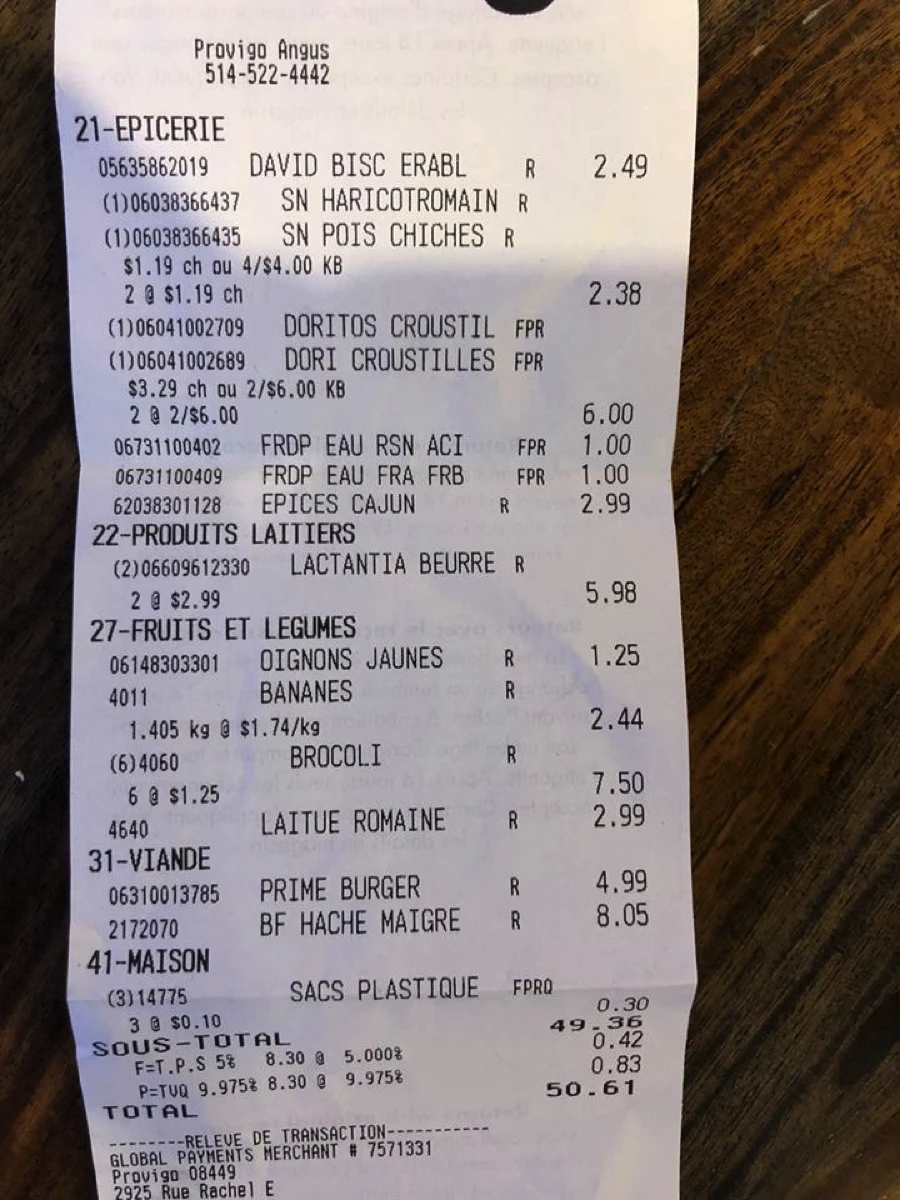 Provigo Angus
514-522-4442
21-EPICERIE
05635862019 DAVID BISC ERABL R 2.49
(1)06038366437 SN HARICOTROMAIN R
(1)06038366435 SN POIS CHICHES R
$1.19 ch ou 4/$4.00 KB
2 @ $1.19 ch 2.38
(1)06041002709 DORITOS CROUSTIL FPR
(1)06041002689 DORI CROUSTILLES FPR
$3.29 ch ou 2/$6.00 KB
2 @ 2/$6.00 6.00
06731100402 FRDP EAU RSN ACI FPR 1.00
06731100409 FRDP EAU FRA FRB FPR 1.00
62038301128 EPICES CAJUN R 2.99
22-PRODUITS LAITIERS
(2)06609612330 LACTANTIA BEURRE R
2 @ $2.99 5.98
27-FRUITS ET LEGUMES
06148303301 OIGNONS JAUNES R 1.25
4011 BANANES R
1.405 kg @ $1.74/kg 2.44
(6)4060 BROCOLI R
6 @ $1.25 7.50
4640 LAITUE ROMAINE R 2.99
31-VIANDE
06310013785 PRIME BURGER R 4.99
2172070 BF HACHE MAIGRE R 8.05
41-MAISON
(3)14775 SACS PLASTIQUE FPRQ
3 @ $0.10 0.30
SOUS-TOTAL 49.36
F=T.P.S 5% 8.30 @ 5.000% 0.42
P=TVQ 9.975% 8.30 @ 9.975% 0.83
TOTAL 50.61
---------RELEVE DE TRANSACTION------------
GLOBAL PAYMENTS MERCHANT # 7571331
Provigo 08449
2925 Rue Rachel E